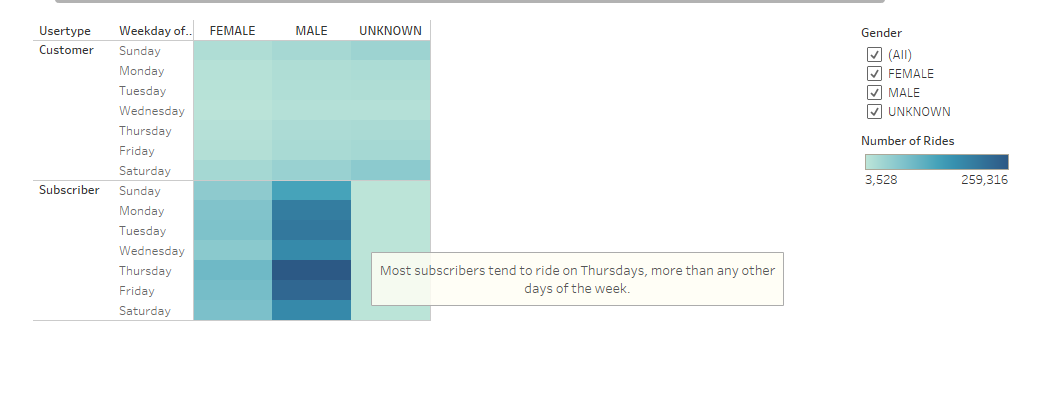 Usertype Weekday of.. FEMALE MALE UNKNOWN
Customer Sunday
Monday
Tuesday
Wednesday
Thursday
Friday
Saturday
Subscriber Sunday
Monday
Tuesday
Wednesday
Thursday
Friday
Saturday
Most subscribers tend to ride on Thursdays, more than any other
days of the week.
Gender
(All)
FEMALE
MALE
UNKNOWN
Number of Rides
3,528 259,316